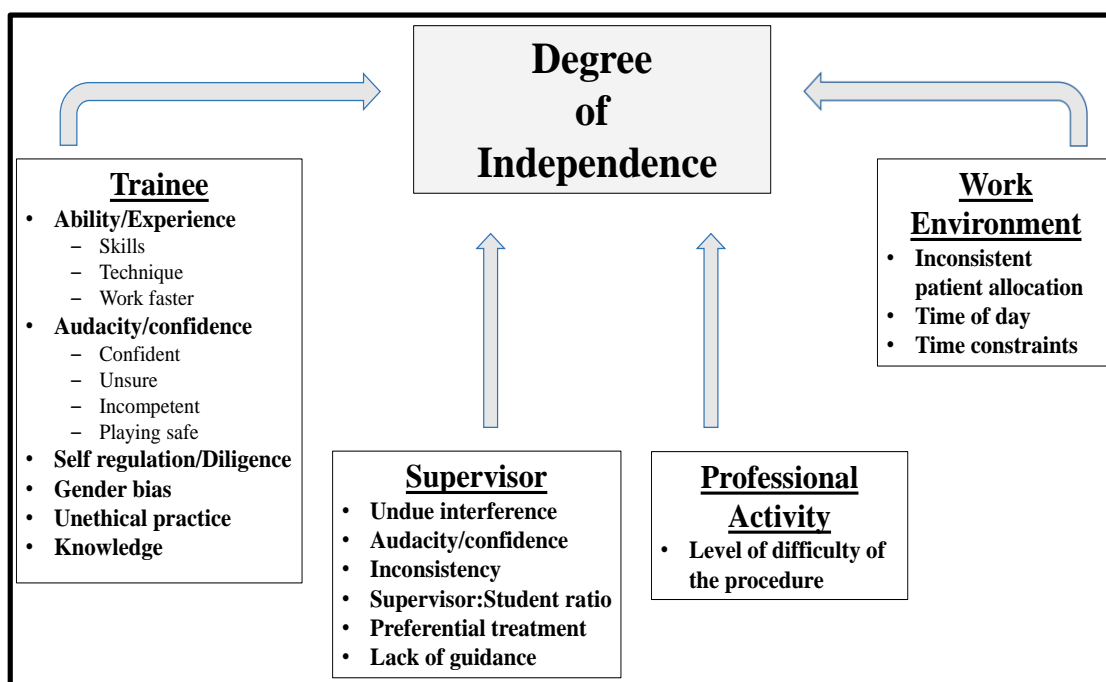 Degree
of
Independence
Trainee
• Ability/Experience
– Skills
– Technique
– Work faster
• Audacity/confidence
– Confident
– Unsure
– Incompetent
– Playing safe
• Self regulation/Diligence
• Gender bias
• Unethical practice
• Knowledge
Supervisor
• Undue interference
• Audacity/confidence
• Inconsistency
• Supervisor:Student ratio
• Preferential treatment
• Lack of guidance
Professional
Activity
• Level of difficulty of
the procedure
Work
Environment
• Inconsistent
patient allocation
• Time of day
• Time constraints